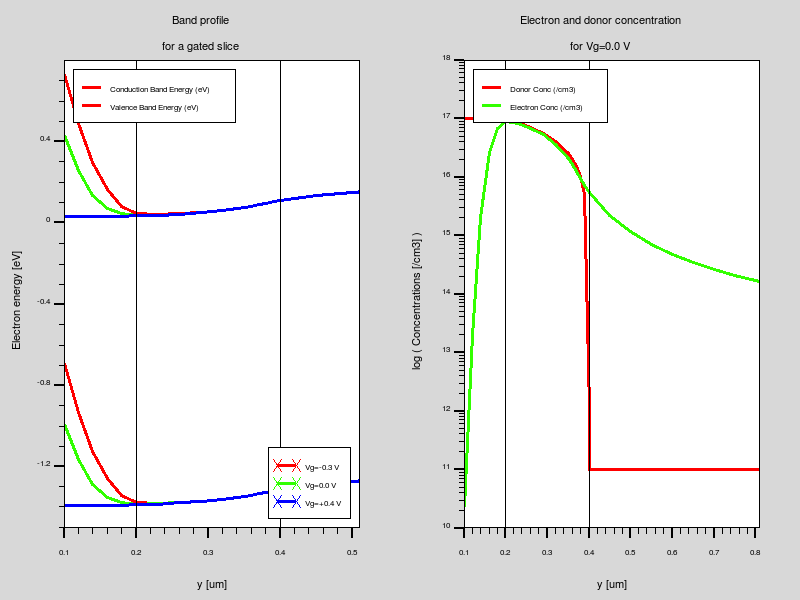 Band profile
for a gated slice
Conduction Band Energy (eV)
Valence Band Energy (eV)
0.4
0
-0.4
-0.8
-1.2
Electron energy [eV]
Vg=-0.3 V
Vg=0.0 V
Vg=+0.4 V
0.1 0.2 0.3 0.4 0.5
y [um]
Electron and donor concentration
for Vg=0.0 V
Donor Conc (/cm3)
Electron Conc (/cm3)
18
17
16
15
14
13
12
11
10
log ( Concentrations [/cm3] )
0.1 0.2 0.3 0.4 0.5 0.6 0.7 0.8
y [um]